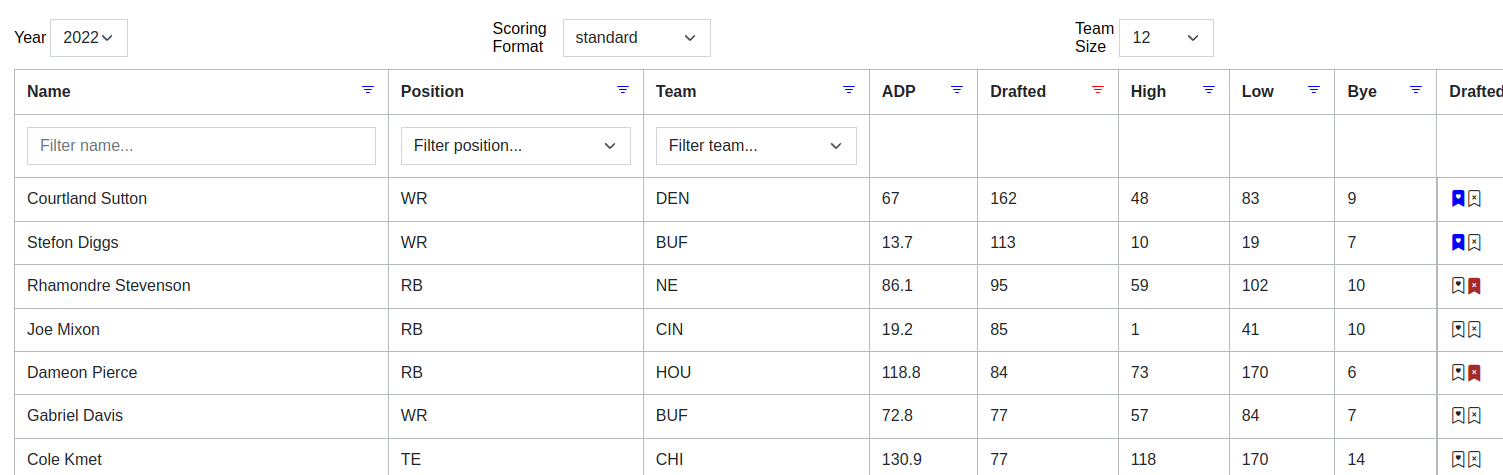 Year 2022 Scoring Format standard Team Size 12
Name Position Team ADP Drafted High Low Bye Drafted
Filter name... Filter position... Filter team...
Courtland Sutton WR DEN 67 162 48 83 9
Stefon Diggs WR BUF 13.7 113 10 19 7
Rhamondre Stevenson RB NE 86.1 95 59 102 10
Joe Mixon RB CIN 19.2 85 1 41 10
Dameon Pierce RB HOU 118.8 84 73 170 6
Gabriel Davis WR BUF 72.8 77 57 84 7
Cole Kmet TE CHI 130.9 77 118 170 14